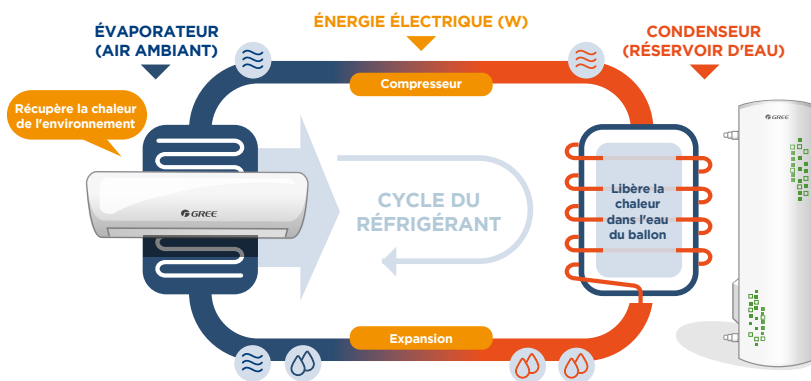 ÉNERGIE ÉLECTRIQUE (W)
ÉVAPORATEUR
(AIR AMBIANT)
CONDENSEUR
(RÉSERVOIR D'EAU)
Compresseur
Récupère la chaleur
de l'environnement
GREE
GREE
CYCLE DU
RÉFRIGÉRANT
Libère la
chaleur
dans l'eau
du ballon
Expansion